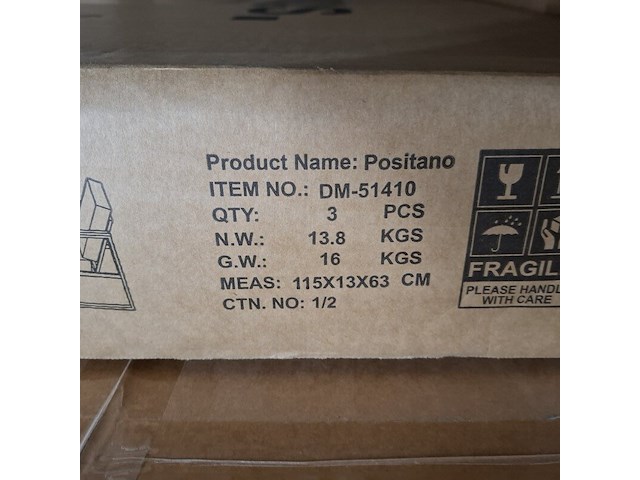 Product Name: Positano
ITEM NO.: DM-51410
QTY: 3 PCS
N.W.: 13.8 KGS
G.W.: 16 KGS
MEAS: 115X13X63 CM
CTN. NO: 1/2
FRAGIL
PLEASE HANDL
WITH CARE